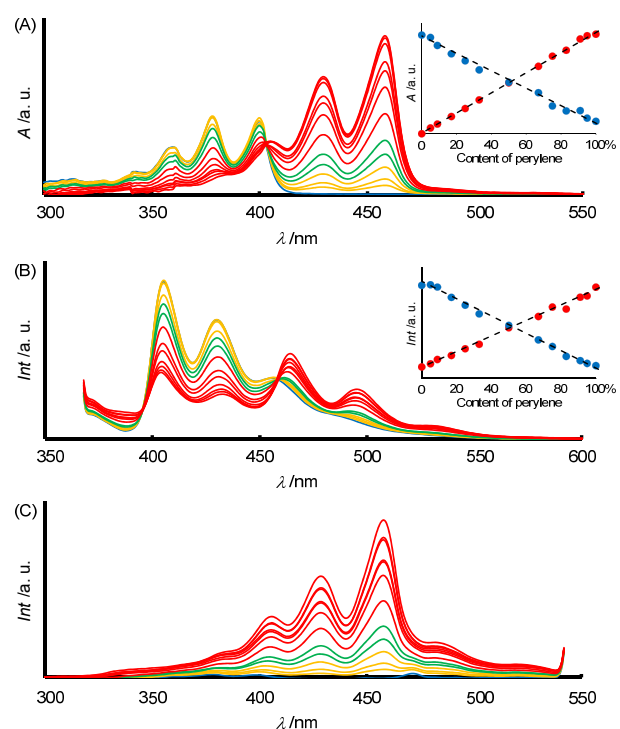 (A)
A /a. u.
300 350 400 450 500 550
λ /nm
A /a. u.
0 20 40 60 80 100%
Content of perylene
(B)
Int /a. u.
350 400 450 500 550 600
λ /nm
Int /a. u.
0 20 40 60 80 100%
Content of perylene
(C)
Int /a. u.
300 350 400 450 500 550
λ /nm